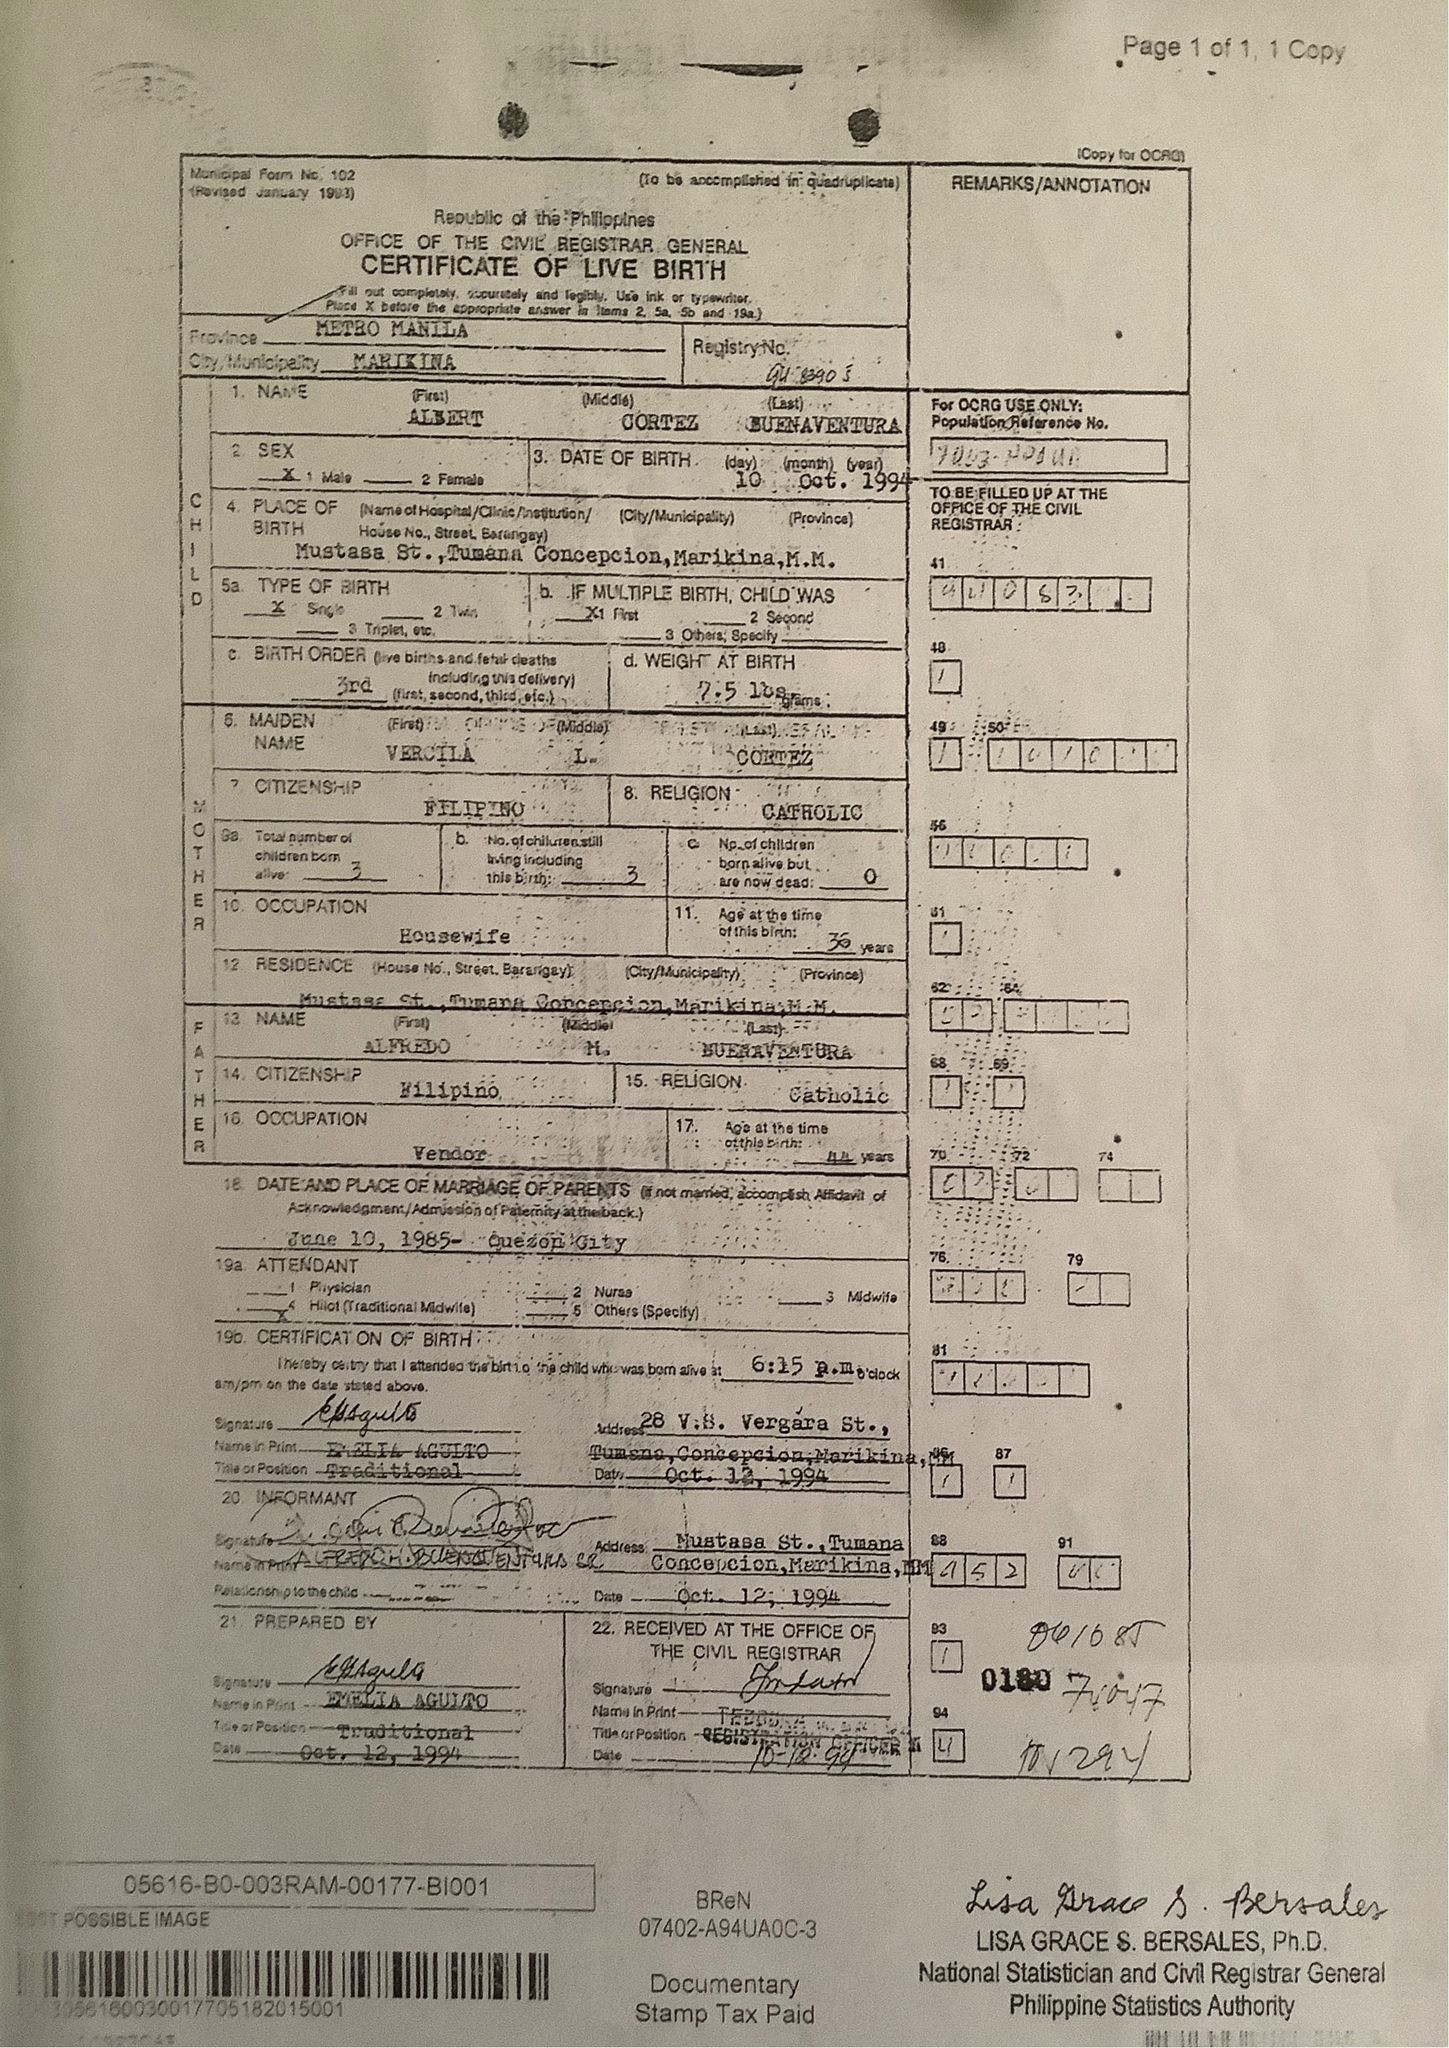 Page 1 of 1, 1 Copy
(Copy for OCRG)
Municipal Form No. 102
(To be accomplished in quadruplicate)
REMARKS/ANNOTATION
(Revised January 1993)
Republic of the Philippines
OFFICE OF THE CIVIL REGISTRAR GENERAL
CERTIFICATE OF LIVE BIRTH
Fill out completely, accurately and legibly. Use ink or typewriter.
Place X before the appropriate answer in items 2, 5a, 5b and 19a.)
Province METRO MANILA
Registry No.
City/Municipality MARIKINA
1. NAME (First) (Middle) (Last)
ALBERT CORTEZ BUENAVENTURA
For OCRG USE ONLY:
Population Reference No.
2. SEX
X 1 Male 2 Female
3. DATE OF BIRTH (day) (month) (year)
10 Oct. 1994
TO BE FILLED UP AT THE
OFFICE OF THE CIVIL
REGISTRAR:
CHILD
4. PLACE OF BIRTH (Name of Hospital/Clinic/Institution/ (City/Municipality) (Province)
House No., Street, Barangay)
Mustasa St.,Tumana Concepcion,Marikina,M.M.
41
5a. TYPE OF BIRTH
X Single 2 Twin
3 Triplet, etc.
b. IF MULTIPLE BIRTH, CHILD WAS
X1 First 2 Second
3 Others, Specify
c. BIRTH ORDER (live births and fetal deaths
including this delivery)
3rd (first, second, third, etc.)
d. WEIGHT AT BIRTH
7.5 lbs. grams
48
1
MOTHER
6. MAIDEN NAME (First) (Middle) (Last)
VERCILA L. CORTEZ
49 50
7. CITIZENSHIP
FILIPINO
8. RELIGION
CATHOLIC
9a. Total number of
children born
alive: 3
b. No. of children still
living including
this birth: 3
c. No. of children
born alive but
are now dead: 0
56
10. OCCUPATION
Housewife
11. Age at the time
of this birth: 36 years
61
12 RESIDENCE (House No., Street, Barangay) (City/Municipality) (Province)
Mustasa St.,Tumana Concepcion,Marikina,M.M.
62 64
FATHER
13 NAME (First) (Middle) (Last)
ALFREDO M. BUENAVENTURA
14. CITIZENSHIP
Filipino
15. RELIGION
Catholic
68 69
16. OCCUPATION
Vendor
17. Age at the time
of this birth: 44 years
70 72 74
18. DATE AND PLACE OF MARRIAGE OF PARENTS (If not married, accomplish Affidavit of
Acknowledgment/Admission of Paternity at the back.)
June 10, 1985- Quezon City
19a. ATTENDANT
1 Physician 2 Nurse 3 Midwife
X 4 Hilot (Traditional Midwife) 5 Others (Specify)
76 79
19b. CERTIFICATION OF BIRTH
I hereby certify that I attended the birth of the child who was born alive at 6:15 p.m. o'clock
am/pm on the date stated above.
81
Signature
Name in Print EMELIA AGUITO
Title or Position Traditional
Address 28 V.S. Vergara St.,
Tumana,Concepcion,Marikina,MM
Date Oct. 12, 1994
86 87
1 1
20 INFORMANT
Signature
Name in Print ALFREDO M. BUENAVENTURA SR
Relationship to the child
Address Mustasa St.,Tumana
Concepcion,Marikina,MM
Date Oct. 12, 1994
88 91
452
21. PREPARED BY
Signature
Name in Print EMELIA AGUITO
Title or Position Traditional
Date Oct. 12, 1994
22. RECEIVED AT THE OFFICE OF
THE CIVIL REGISTRAR
Signature
Name in Print
Title or Position REGISTRATION OFFICER
Date 10-12-94
93
1
061085
0180 74047
94
4
05616-B0-003RAM-00177-BI001
POSSIBLE IMAGE
05616003001770518​2015001
BReN
07402-A94UA0C-3
Documentary
Stamp Tax Paid
Lisa Grace S. Bersales
LISA GRACE S. BERSALES, Ph.D.
National Statistician and Civil Registrar General
Philippine Statistics Authority